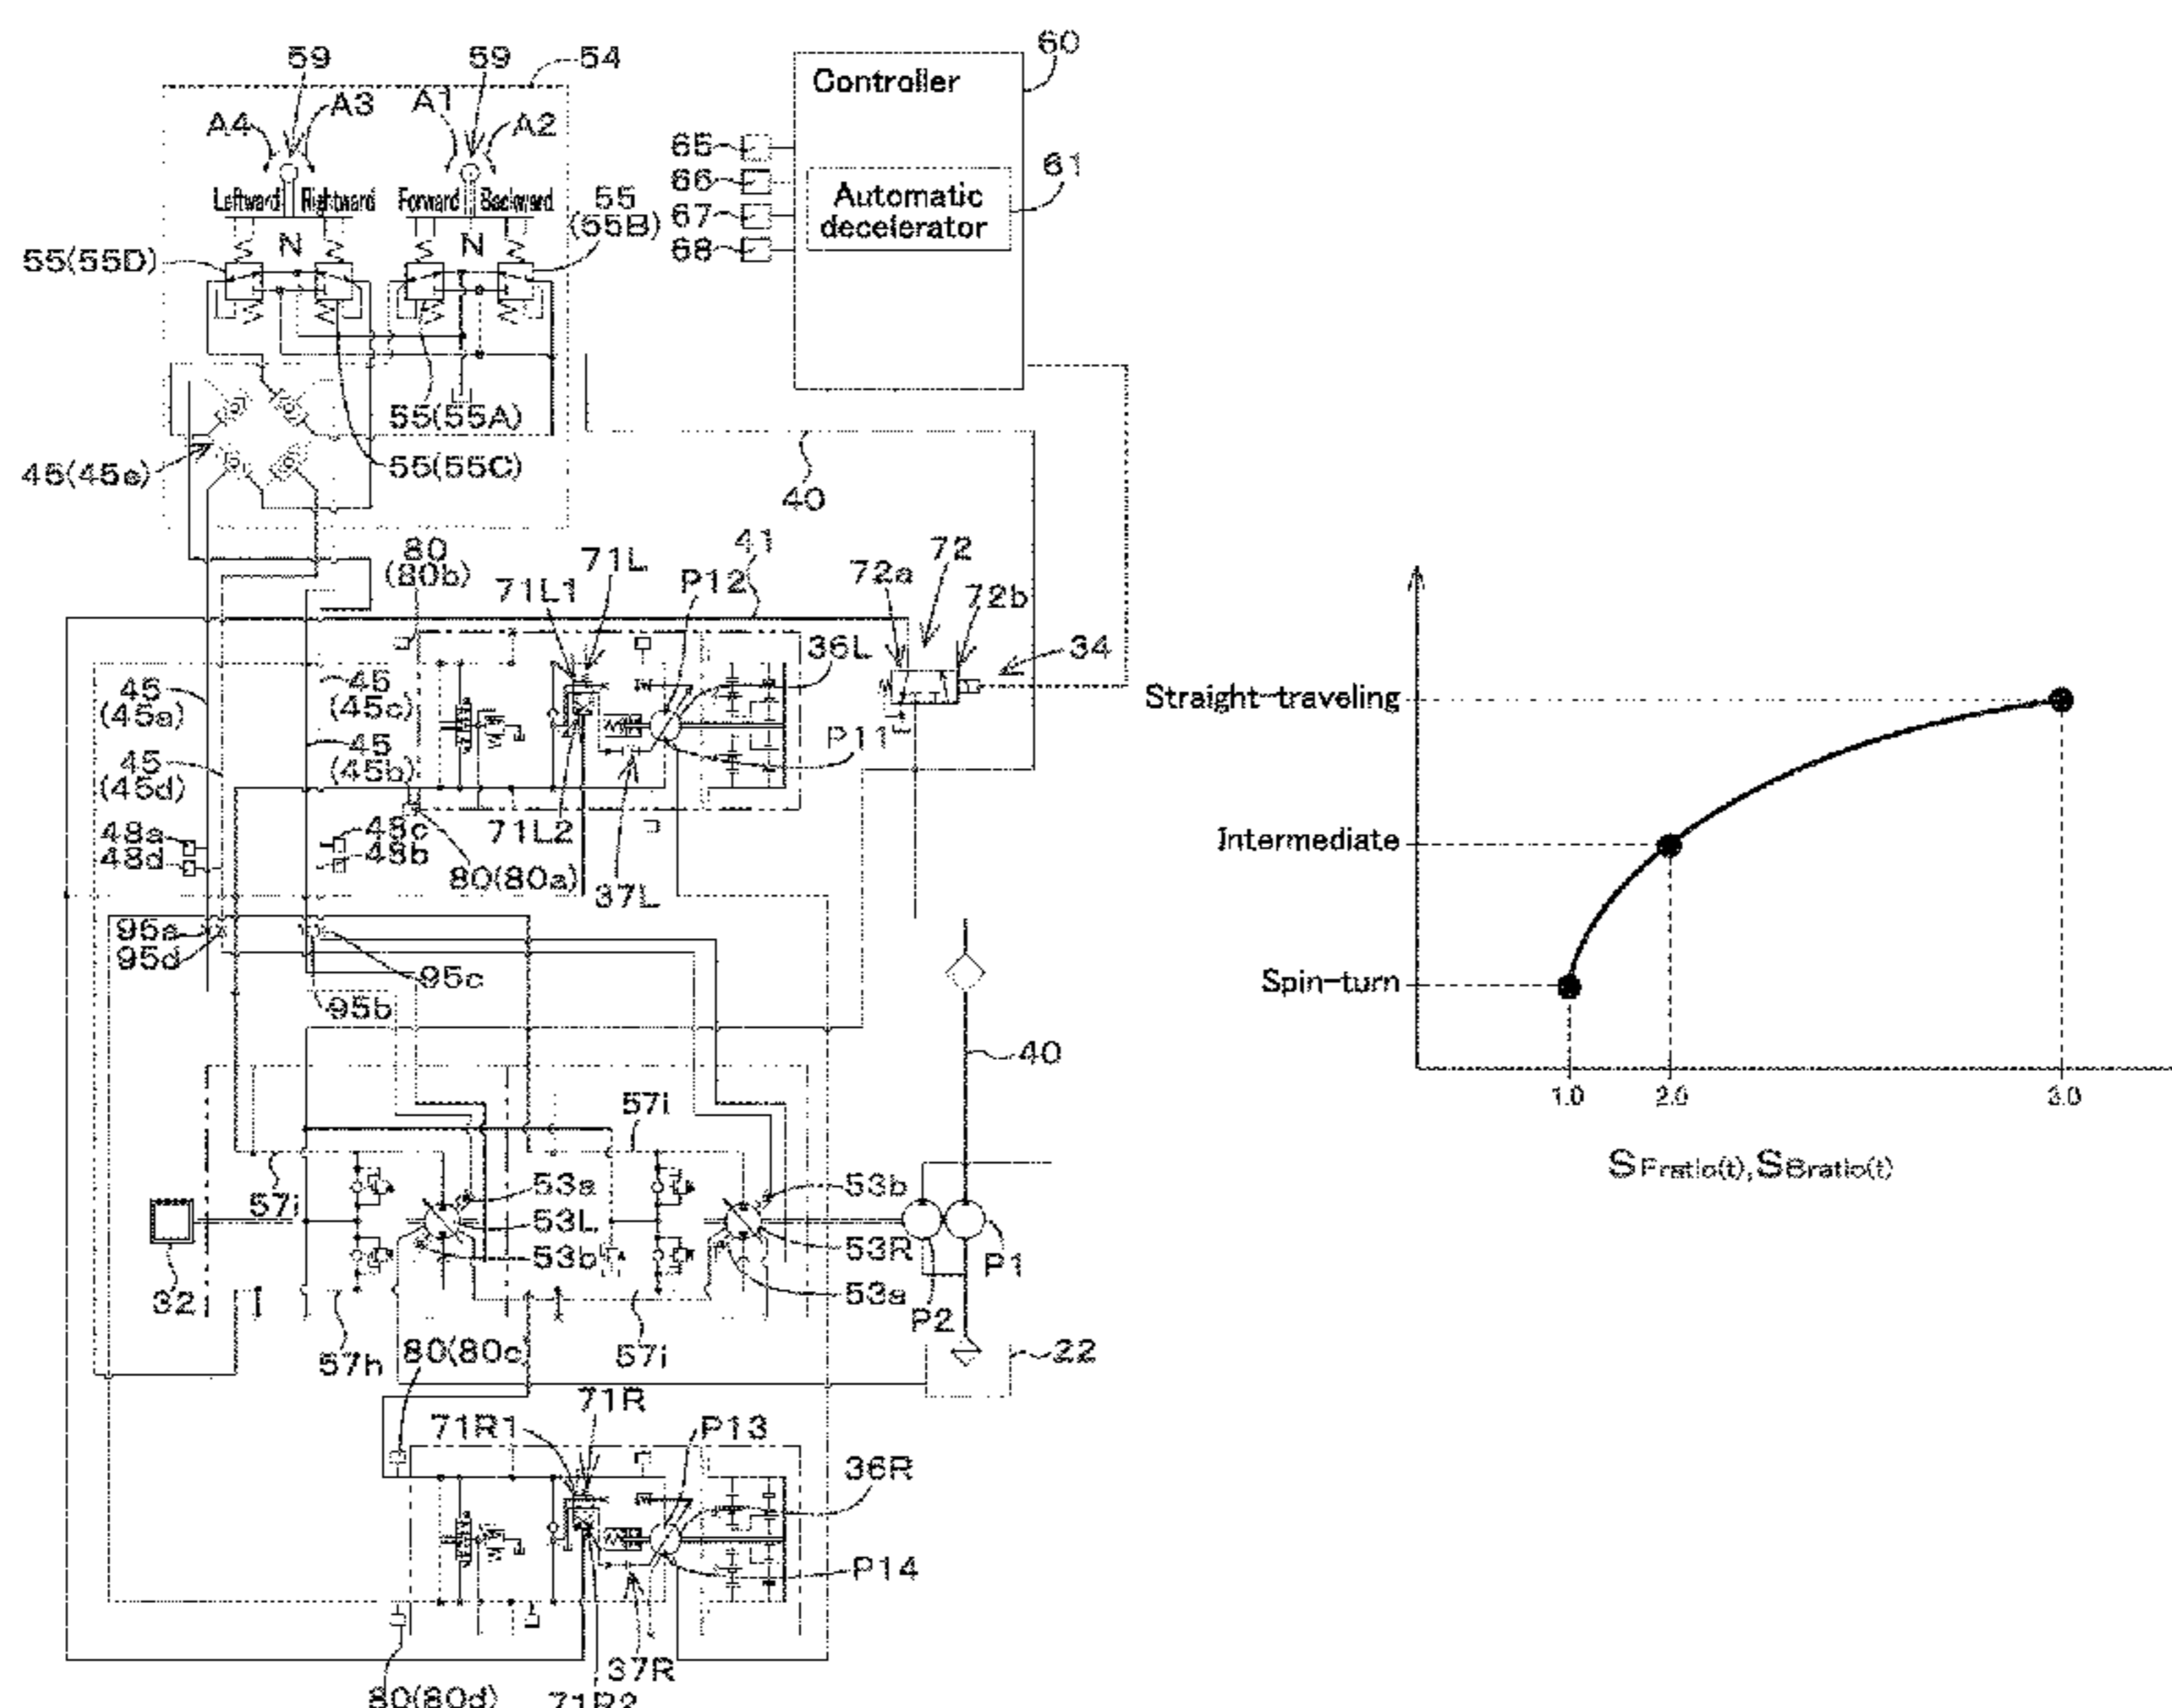 59
59
54
60
Controller
A4
A3
A1
A2
65
66
67
68
61
Automatic
decelerator
Leftward
Rightward
Forward
Backward
N
N
55
(55B)
55(55D)
55(55A)
55(55C)
45(45e)
40
41
80
(80b)
71L1
71L
P12
72
72a
72b
34
36L
P11
45
(45a)
45
(45c)
45
(45b)
45
(45d)
48a
48d
48c
48b
71L2
80(80a)
37L
95a
95d
95c
95b
40
57i
57i
53a
53L
53b
53b
53R
53a
P1
P2
32
57h
57i
22
80(80c)
71R
71R1
P13
36R
P14
37R
80(80d)
71R2
Straight-traveling
Intermediate
Spin-turn
1.0
2.0
3.0
SFratio(t),SBratio(t)